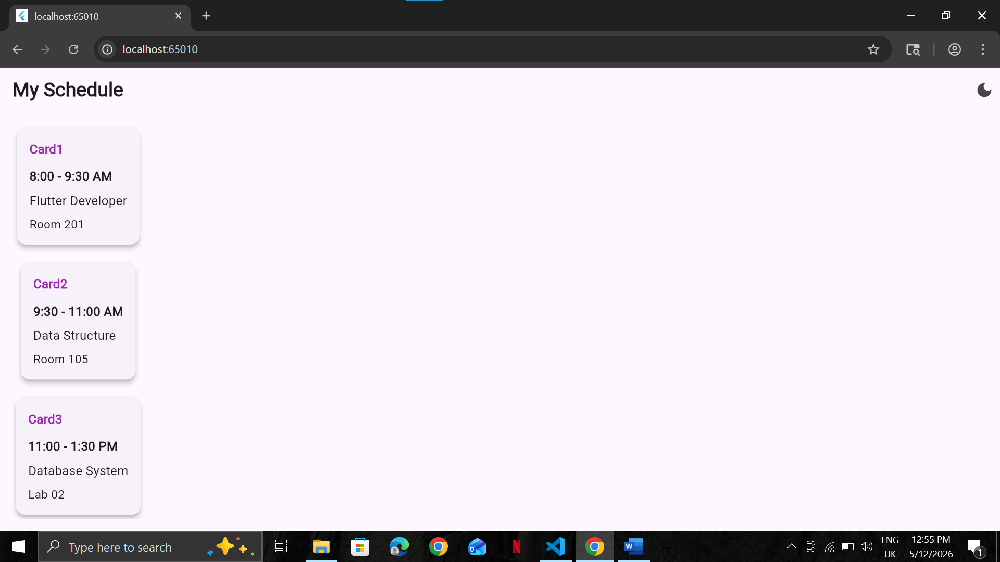 localhost:65010
localhost:65010
My Schedule
Card1
8:00 - 9:30 AM
Flutter Developer
Room 201
Card2
9:30 - 11:00 AM
Data Structure
Room 105
Card3
11:00 - 1:30 PM
Database System
Lab 02
Type here to search
ENG
UK
12:55 PM
5/12/2026
1